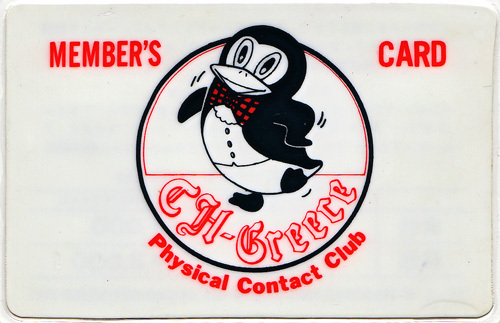 MEMBER'S CARD
CH-Greece
Physical Contact Club